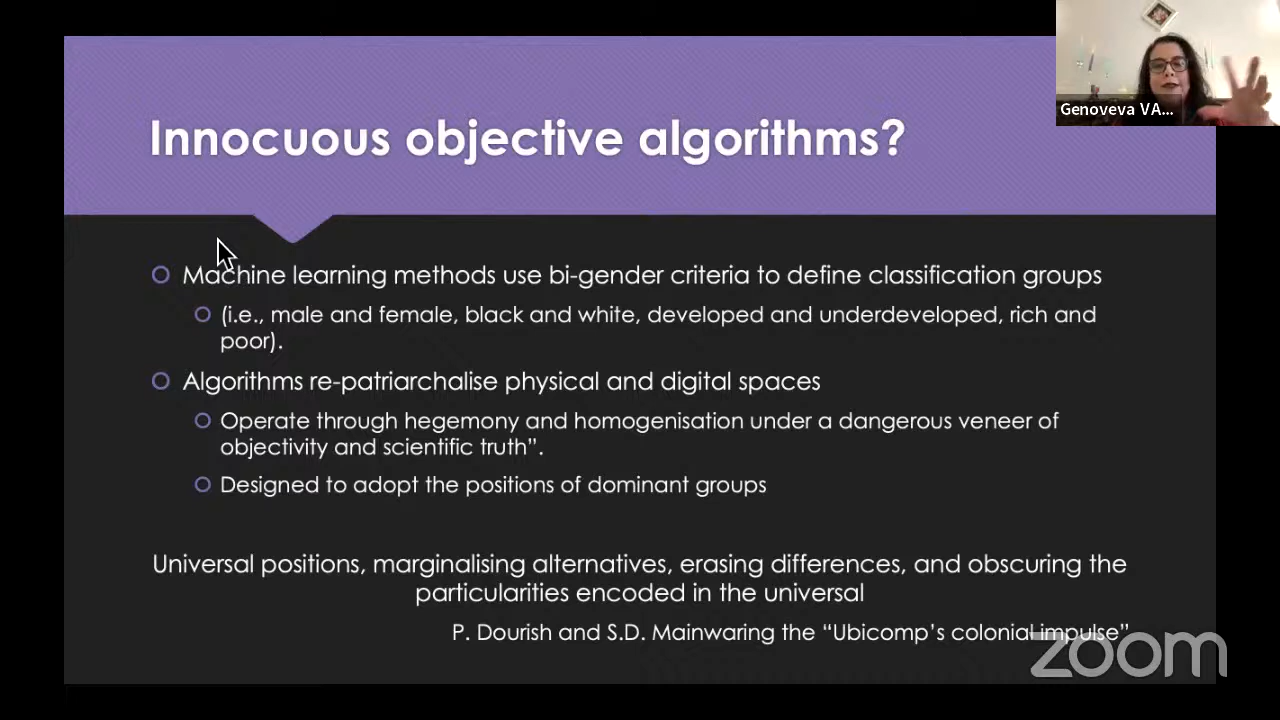 Genoveva VA...
Innocuous objective algorithms?
Machine learning methods use bi-gender criteria to define classification groups
(i.e., male and female, black and white, developed and underdeveloped, rich and
poor).
Algorithms re-patriarchalise physical and digital spaces
Operate through hegemony and homogenisation under a dangerous veneer of
objectivity and scientific truth”.
Designed to adopt the positions of dominant groups
Universal positions, marginalising alternatives, erasing differences, and obscuring the
particularities encoded in the universal
P. Dourish and S.D. Mainwaring the “Ubicomp’s colonial impulse”
zoom